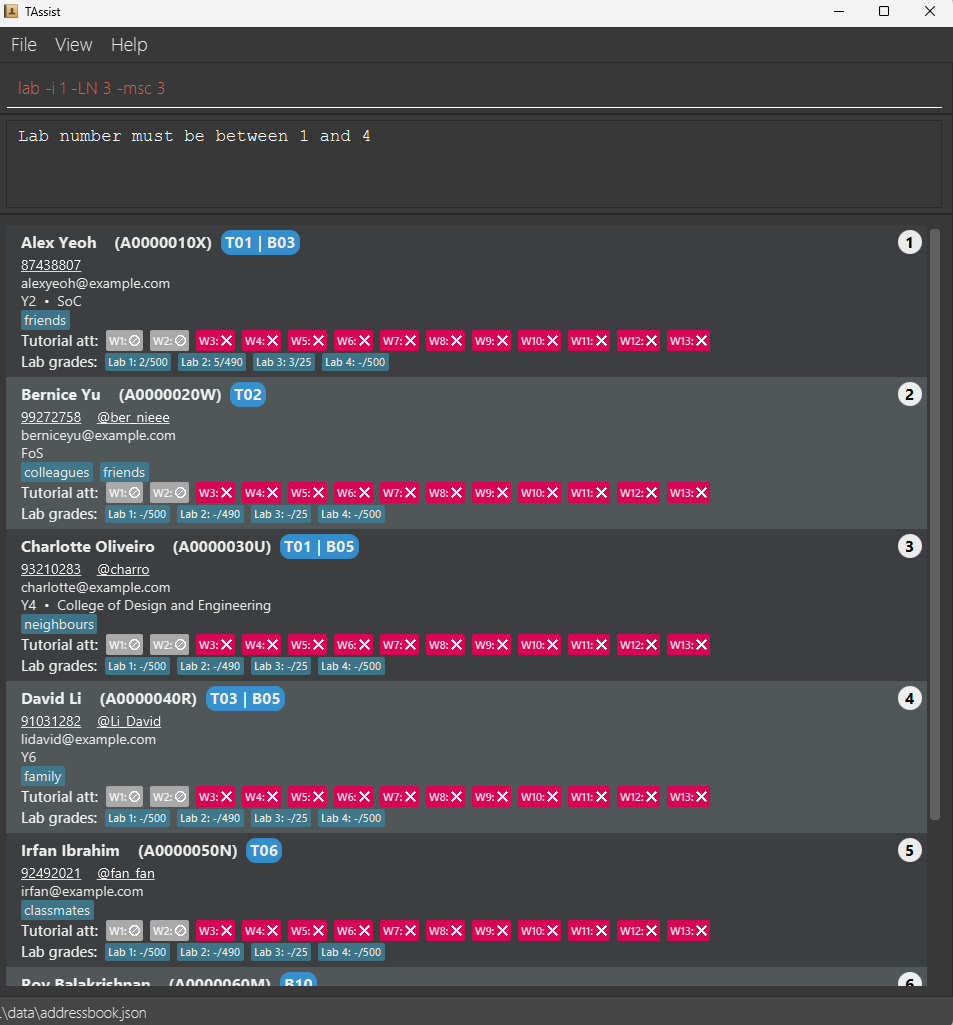 TAssist
File View Help
lab -i 1 -LN 3 -msc 3
Lab number must be between 1 and 4
Alex Yeoh (A0000010X) T01 | B03 1
87438807
alexyeoh@example.com
Y2 • SoC
friends
Tutorial att: W1: W2: W3: W4: W5: W6: W7: W8: W9: W10: W11: W12: W13:
Lab grades: Lab 1: 2/500 Lab 2: 5/490 Lab 3: 3/25 Lab 4: -/500
Bernice Yu (A0000020W) T02 2
99272758 @ber_nieee
berniceyu@example.com
FoS
colleagues friends
Tutorial att: W1: W2: W3: W4: W5: W6: W7: W8: W9: W10: W11: W12: W13:
Lab grades: Lab 1: -/500 Lab 2: -/490 Lab 3: -/25 Lab 4: -/500
Charlotte Oliveiro (A0000030U) T01 | B05 3
93210283 @charro
charlotte@example.com
Y4 • College of Design and Engineering
neighbours
Tutorial att: W1: W2: W3: W4: W5: W6: W7: W8: W9: W10: W11: W12: W13:
Lab grades: Lab 1: -/500 Lab 2: -/490 Lab 3: -/25 Lab 4: -/500
David Li (A0000040R) T03 | B05 4
91031282 @Li_David
lidavid@example.com
Y6
family
Tutorial att: W1: W2: W3: W4: W5: W6: W7: W8: W9: W10: W11: W12: W13:
Lab grades: Lab 1: -/500 Lab 2: -/490 Lab 3: -/25 Lab 4: -/500
Irfan Ibrahim (A0000050N) T06 5
92492021 @fan_fan
irfan@example.com
classmates
Tutorial att: W1: W2: W3: W4: W5: W6: W7: W8: W9: W10: W11: W12: W13:
Lab grades: Lab 1: -/500 Lab 2: -/490 Lab 3: -/25 Lab 4: -/500
Roy Balakrishnan (A0000060M) B10 6
.\data\addressbook.json